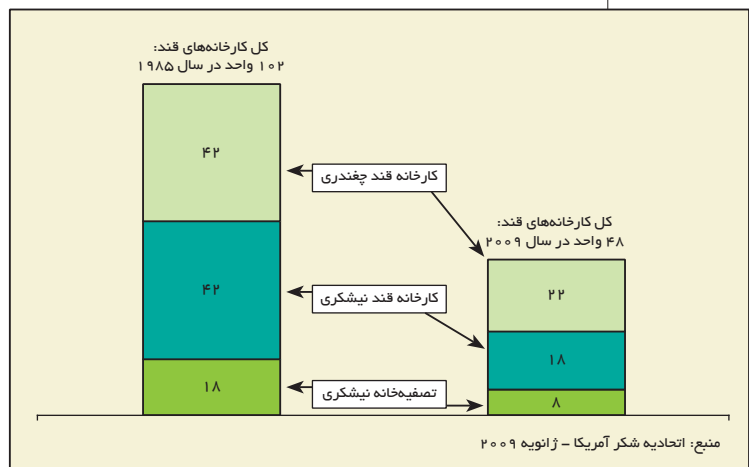 کل کارخانه‌های قند:
۱۰۲ واحد در سال ۱۹۸۵
۴۲
کارخانه قند چغندری
کل کارخانه‌های قند:
۴۸ واحد در سال ۲۰۰۹
۲۲
۴۲
کارخانه قند نیشکری
۱۸
۱۸
تصفیه‌خانه نیشکری
۸
منبع: اتحادیه شکر آمریکا – ژانویه ۲۰۰۹